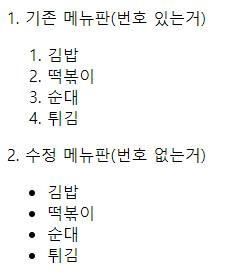 1. 기존 메뉴판(번호 있는거)
1. 김밥
2. 떡볶이
3. 순대
4. 튀김
2. 수정 메뉴판(번호 없는거)
• 김밥
• 떡볶이
• 순대
• 튀김